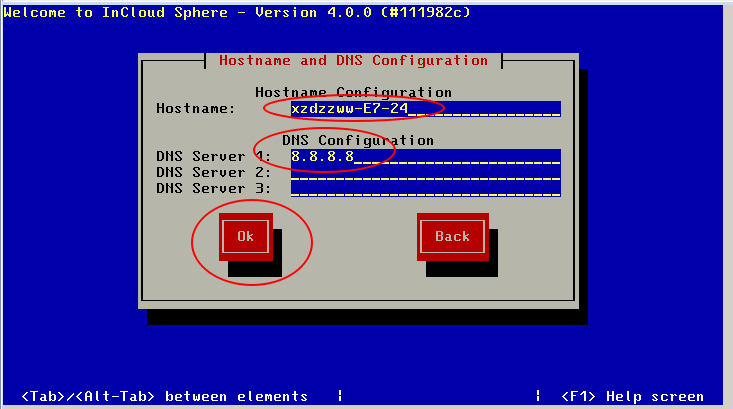 Welcome to InCloud Sphere - Version 4.0.0 (#111982c)
Hostname and DNS Configuration
Hostname Configuration
Hostname: xzdzzww-E7-24
DNS Configuration
DNS Server 1: 8.8.8.8
DNS Server 2:
DNS Server 3:
Ok Back
<Tab>/<Alt-Tab> between elements | | <F1> Help screen